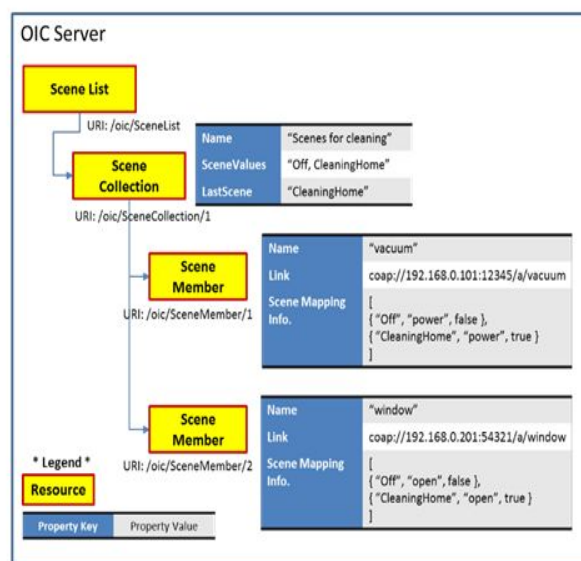 OIC Server
Scene List
URI: /oic/SceneList
Scene
Collection
URI: /oic/SceneCollection/1
Name “Scenes for cleaning”
SceneValues “Off, CleaningHome”
LastScene “CleaningHome”
Scene
Member
URI: /oic/SceneMember/1
Name “vacuum”
Link coap://192.168.0.101:12345/a/vacuum
Scene Mapping [
Info. { “Off”, “power”, false },
{ “CleaningHome”, “power”, true }
]
Scene
Member
URI: /oic/SceneMember/2
Name “window”
Link coap://192.168.0.201:54321/a/window
Scene Mapping [
Info. { “Off”, “open”, false },
{ “CleaningHome”, “open”, true }
]
* Legend *
Resource
Property Key Property Value